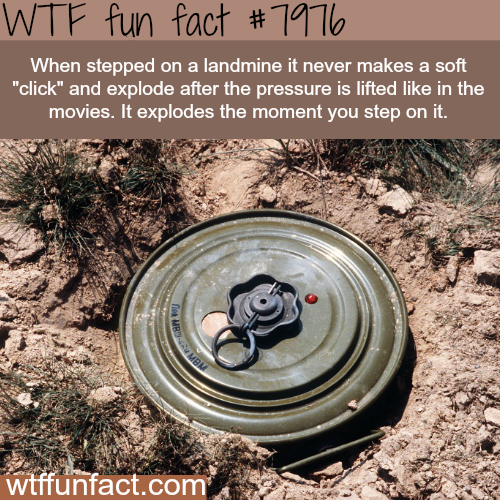 WTF fun fact #7976
When stepped on a landmine it never makes a soft
"click" and explode after the pressure is lifted like in the
movies. It explodes the moment you step on it.
wtffunfact.com